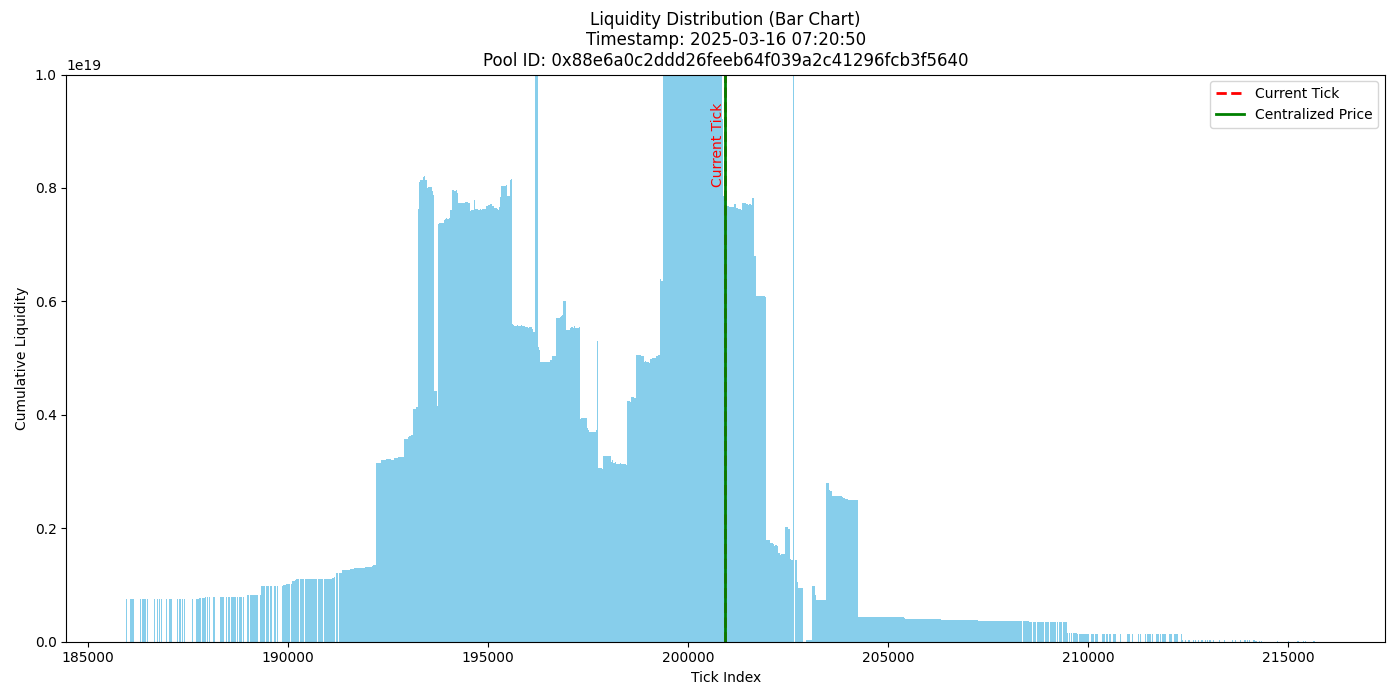 Liquidity Distribution (Bar Chart)
Timestamp: 2025-03-16 07:20:50
Pool ID: 0x88e6a0c2ddd26feeb64f039a2c41296fcb3f5640
1e19
1.0
0.8
0.6
0.4
0.2
0.0
Cumulative Liquidity
Current Tick
Current Tick
Centralized Price
185000
190000
195000
200000
205000
210000
215000
Tick Index